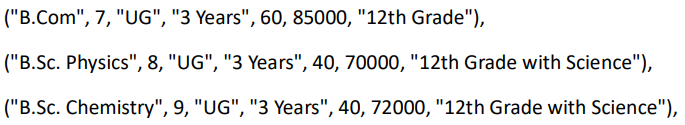 ("B.Com", 7, "UG", "3 Years", 60, 85000, "12th Grade"),
("B.Sc. Physics", 8, "UG", "3 Years", 40, 70000, "12th Grade with Science"),
("B.Sc. Chemistry", 9, "UG", "3 Years", 40, 72000, "12th Grade with Science"),